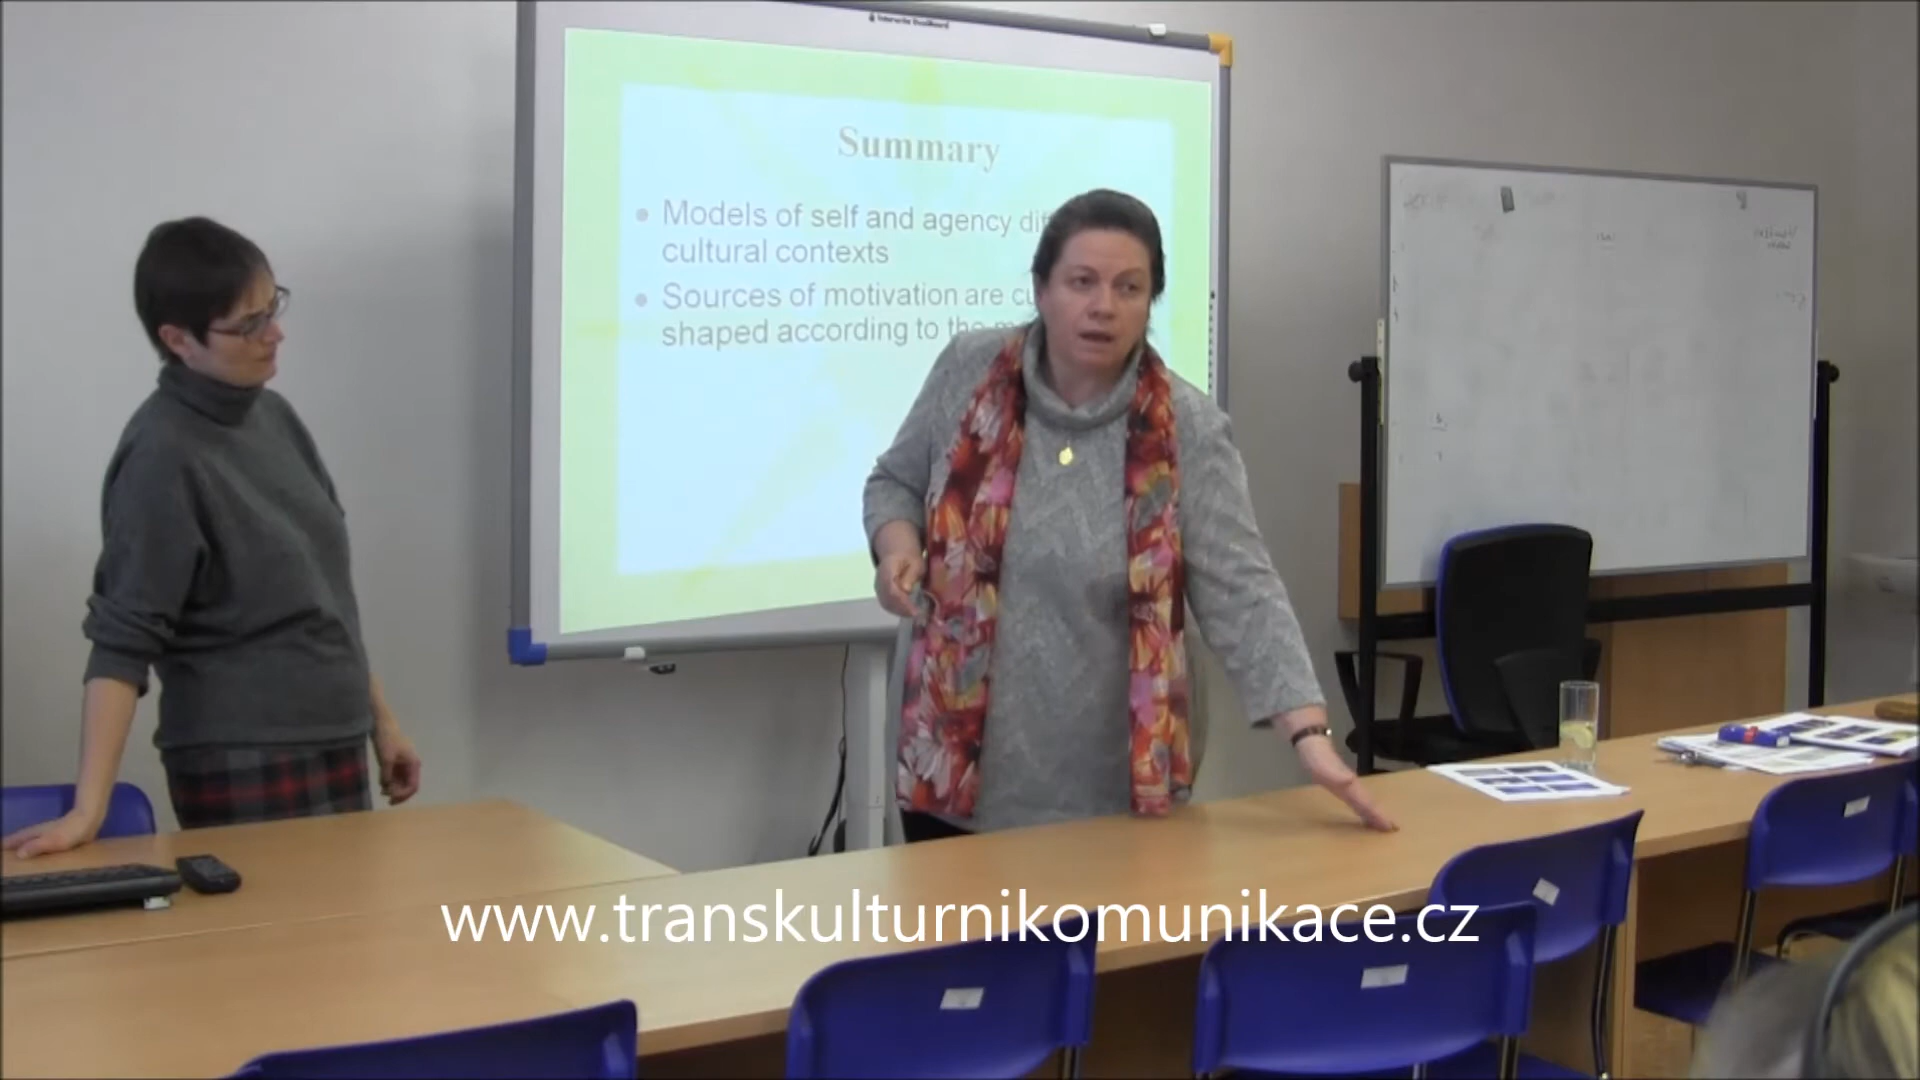 Summary
Models of self and agency
cultural contexts
Sources of motivation are
shaped according to the
www.transkulturnikomunikace.cz